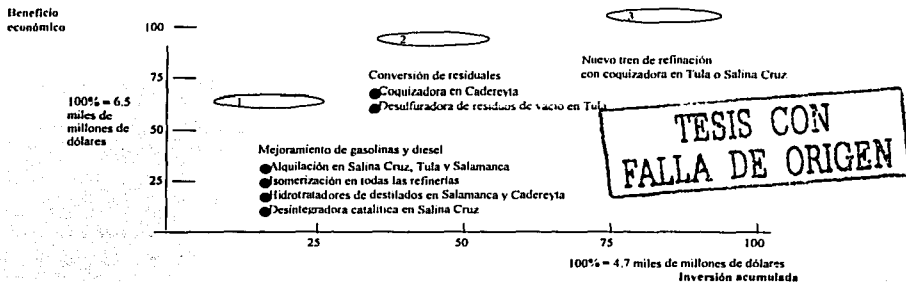 Beneficio
económico
100
75
50
25
100% = 6.5
miles de
millones de
dólares
1
Mejoramiento de gasolinas y diesel
Alquilación en Salina Cruz, Tula y Salamanca
Isomerización en todas las refinerías
Hidrotratadores de destilados en Salamanca y Cadereyta
Desintegradora catalítica en Salina Cruz
2
Conversión de residuales
Coquizadora en Cadereyta
Desulfuradora de residuos de vacío en Tula
3
Nuevo tren de refinación
con coquizadora en Tula o Salina Cruz
TESIS CON
FALLA DE ORIGEN
25
50
75
100
100% = 4.7 miles de millones de dólares
Inversión acumulada